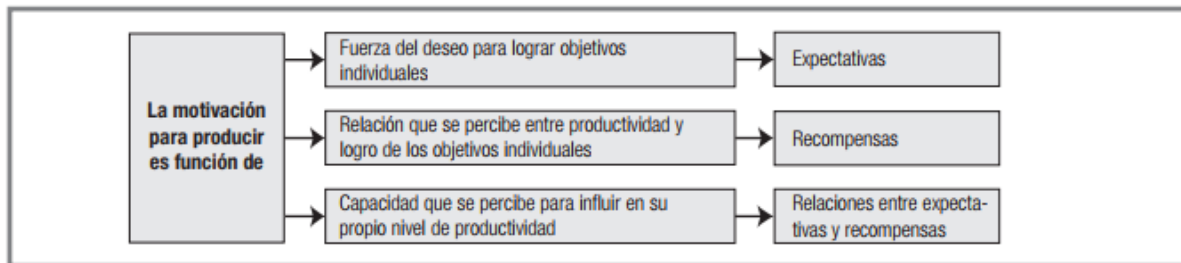 La motivación
para producir
es función de
Fuerza del deseo para lograr objetivos
individuales
Expectativas
Relación que se percibe entre productividad y
logro de los objetivos individuales
Recompensas
Capacidad que se percibe para influir en su
propio nivel de productividad
Relaciones entre expecta-
tivas y recompensas